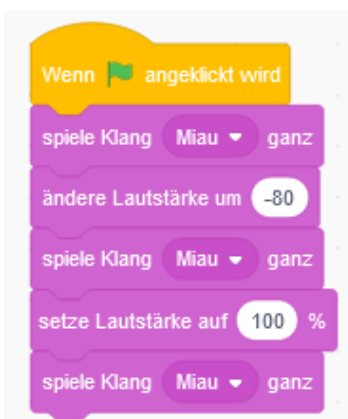 Wenn angeklickt wird
spiele Klang Miau ganz
ändere Lautstärke um -80
spiele Klang Miau ganz
setze Lautstärke auf 100 %
spiele Klang Miau ganz